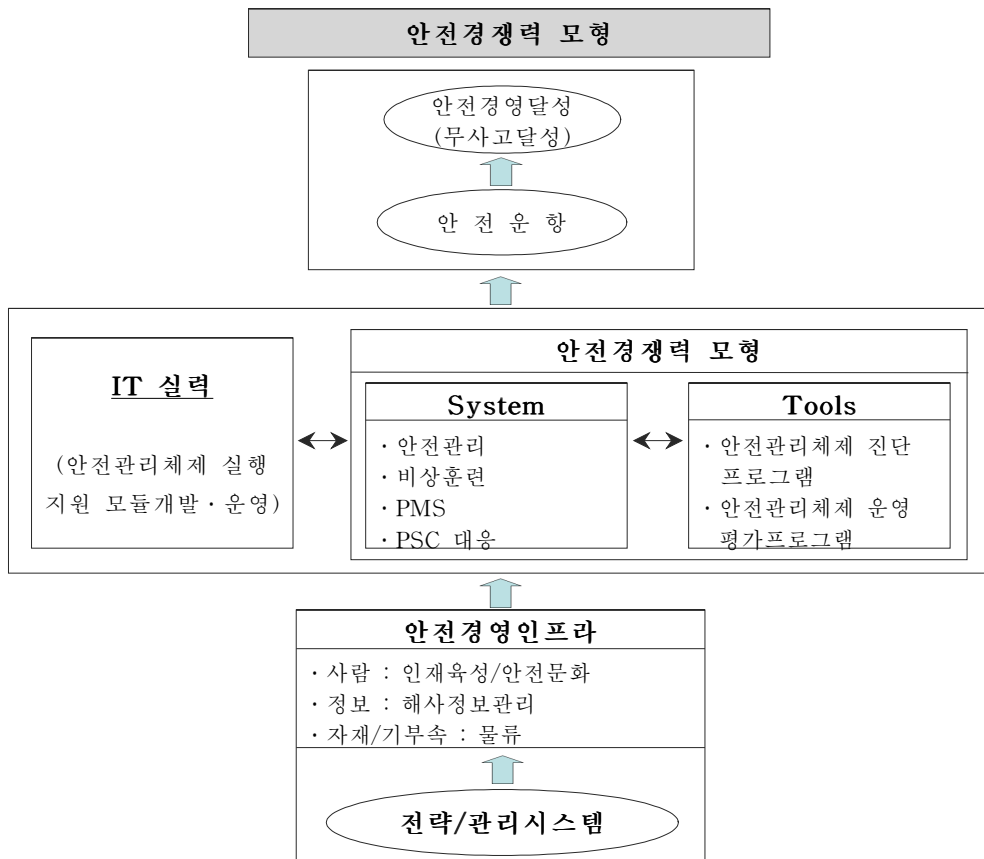 안전경쟁력 모형
안전경영달성
(무사고달성)
안 전 운 항
IT 실력
(안전관리체제 실행
지원 모듈개발·운영)
안전경쟁력 모형
System
· 안전관리
· 비상훈련
· PMS
· PSC 대응
Tools
· 안전관리체제 진단
프로그램
· 안전관리체제 운영
평가프로그램
안전경영인프라
· 사람 : 인재육성/안전문화
· 정보 : 해사정보관리
· 자재/기부속 : 물류
전략/관리시스템